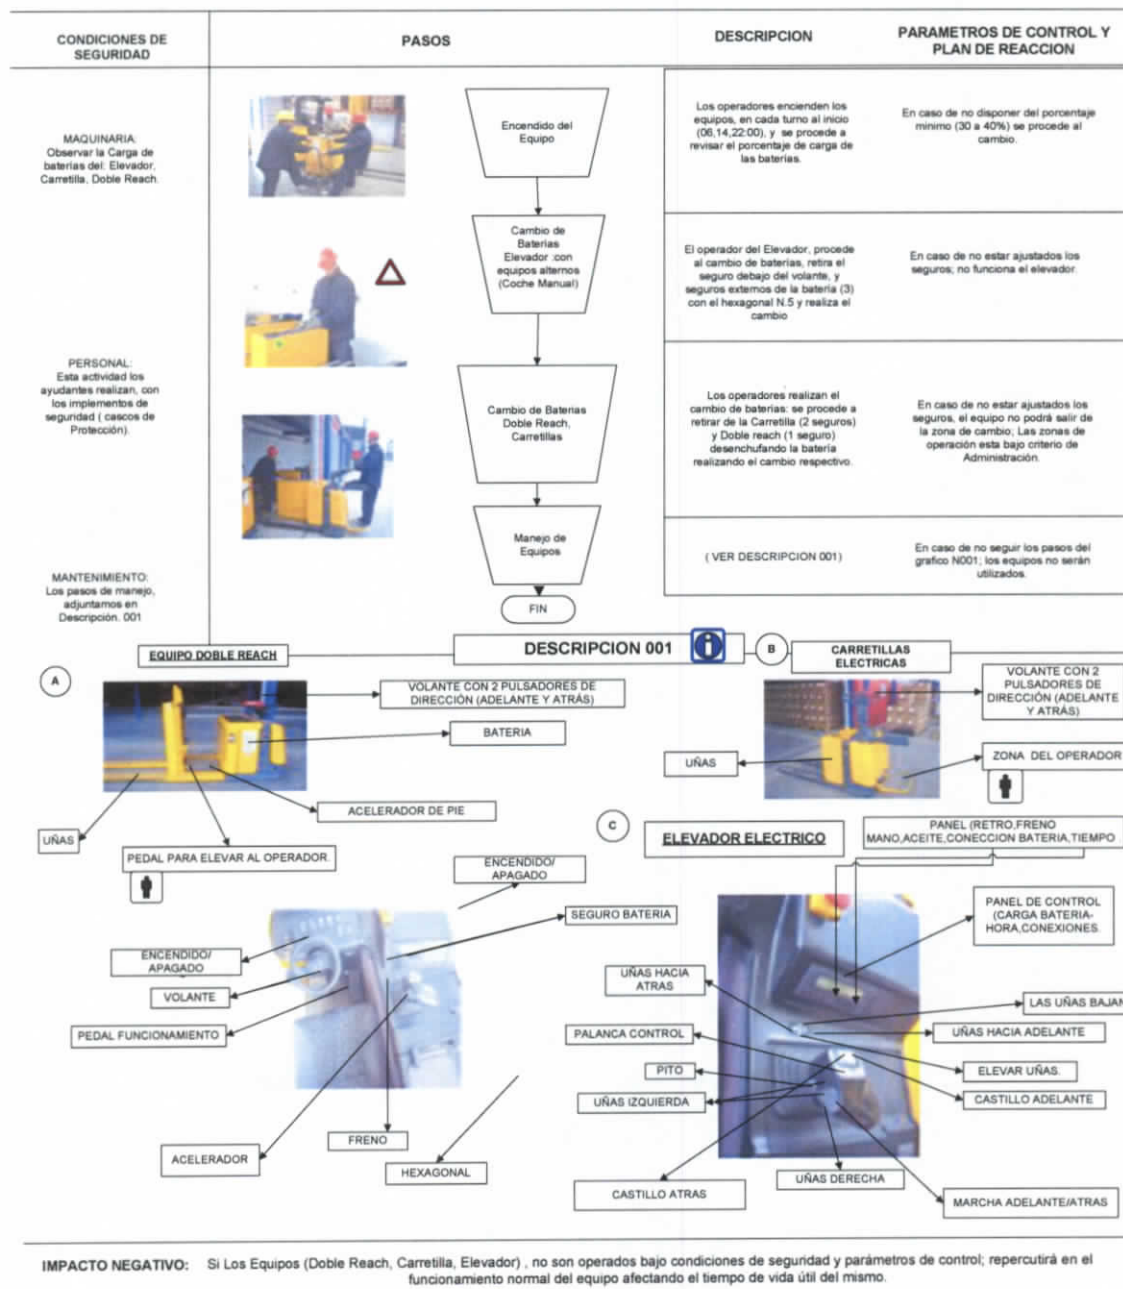 CONDICIONES DE
SEGURIDAD
PASOS
DESCRIPCION
PARAMETROS DE CONTROL Y
PLAN DE REACCION
MAQUINARIA:
Observar la Carga de
baterías del: Elevador,
Carretilla, Doble Reach.
Encendido del
Equipo
Los operadores encienden los
equipos, en cada turno al inicio
(06,14,22:00), y se procede a
revisar el porcentaje de carga de
las baterías.
En caso de no disponer del porcentaje
mínimo (30 a 40%) se procede al
cambio.
Cambio de
Baterias
Elevador :con
equipos alternos
(Coche Manual)
El operador del Elevador, procede
al cambio de baterías, retira el
seguro debajo del volante, y
seguros externos de la batería (3)
con el hexagonal N.5 y realiza el
cambio
En caso de no estar ajustados los
seguros; no funciona el elevador.
PERSONAL:
Esta actividad los
ayudantes realizan, con
los implementos de
seguridad ( cascos de
Protección).
Cambio de Baterias
Doble Reach,
Carretillas
Los operadores realizan el
cambio de baterías: se procede a
retirar de la Carretilla (2 seguros)
y Doble reach (1 seguro)
desenchufando la batería
realizando el cambio respectivo.
En caso de no estar ajustados los
seguros, el equipo no podrá salir de
la zona de cambio; Las zonas de
operación esta bajo criterio de
Administración.
MANTENIMIENTO:
Los pasos de manejo,
adjuntamos en
Descripción. 001
Manejo de
Equipos
( VER DESCRIPCION 001)
En caso de no seguir los pasos del
grafico N001; los equipos no serán
utilizados.
FIN
EQUIPO DOBLE REACH
DESCRIPCION 001
B
CARRETILLAS
ELECTRICAS
A
VOLANTE CON 2 PULSADORES DE
DIRECCIÓN (ADELANTE Y ATRÁS)
BATERIA
ACELERADOR DE PIE
UÑAS
PEDAL PARA ELEVAR AL OPERADOR.
VOLANTE CON 2
PULSADORES DE
DIRECCIÓN (ADELANTE
Y ATRÁS)
UÑAS
ZONA DEL OPERADOR
C
ELEVADOR ELECTRICO
PANEL (RETRO,FRENO
MANO,ACEITE,CONECCION BATERIA,TIEMPO
ENCENDIDO/
APAGADO
SEGURO BATERIA
ENCENDIDO/
APAGADO
VOLANTE
PEDAL FUNCIONAMIENTO
ACELERADOR
FRENO
HEXAGONAL
PANEL DE CONTROL
(CARGA BATERIA-
HORA,CONEXIONES.
UÑAS HACIA
ATRAS
LAS UÑAS BAJAN
PALANCA CONTROL
UÑAS HACIA ADELANTE
PITO
ELEVAR UÑAS.
UÑAS IZQUIERDA
CASTILLO ADELANTE
UÑAS DERECHA
CASTILLO ATRAS
MARCHA ADELANTE/ATRAS
IMPACTO NEGATIVO: Si Los Equipos (Doble Reach, Carretilla, Elevador) , no son operados bajo condiciones de seguridad y parámetros de control; repercutirá en el
funcionamiento normal del equipo afectando el tiempo de vida útil del mismo.